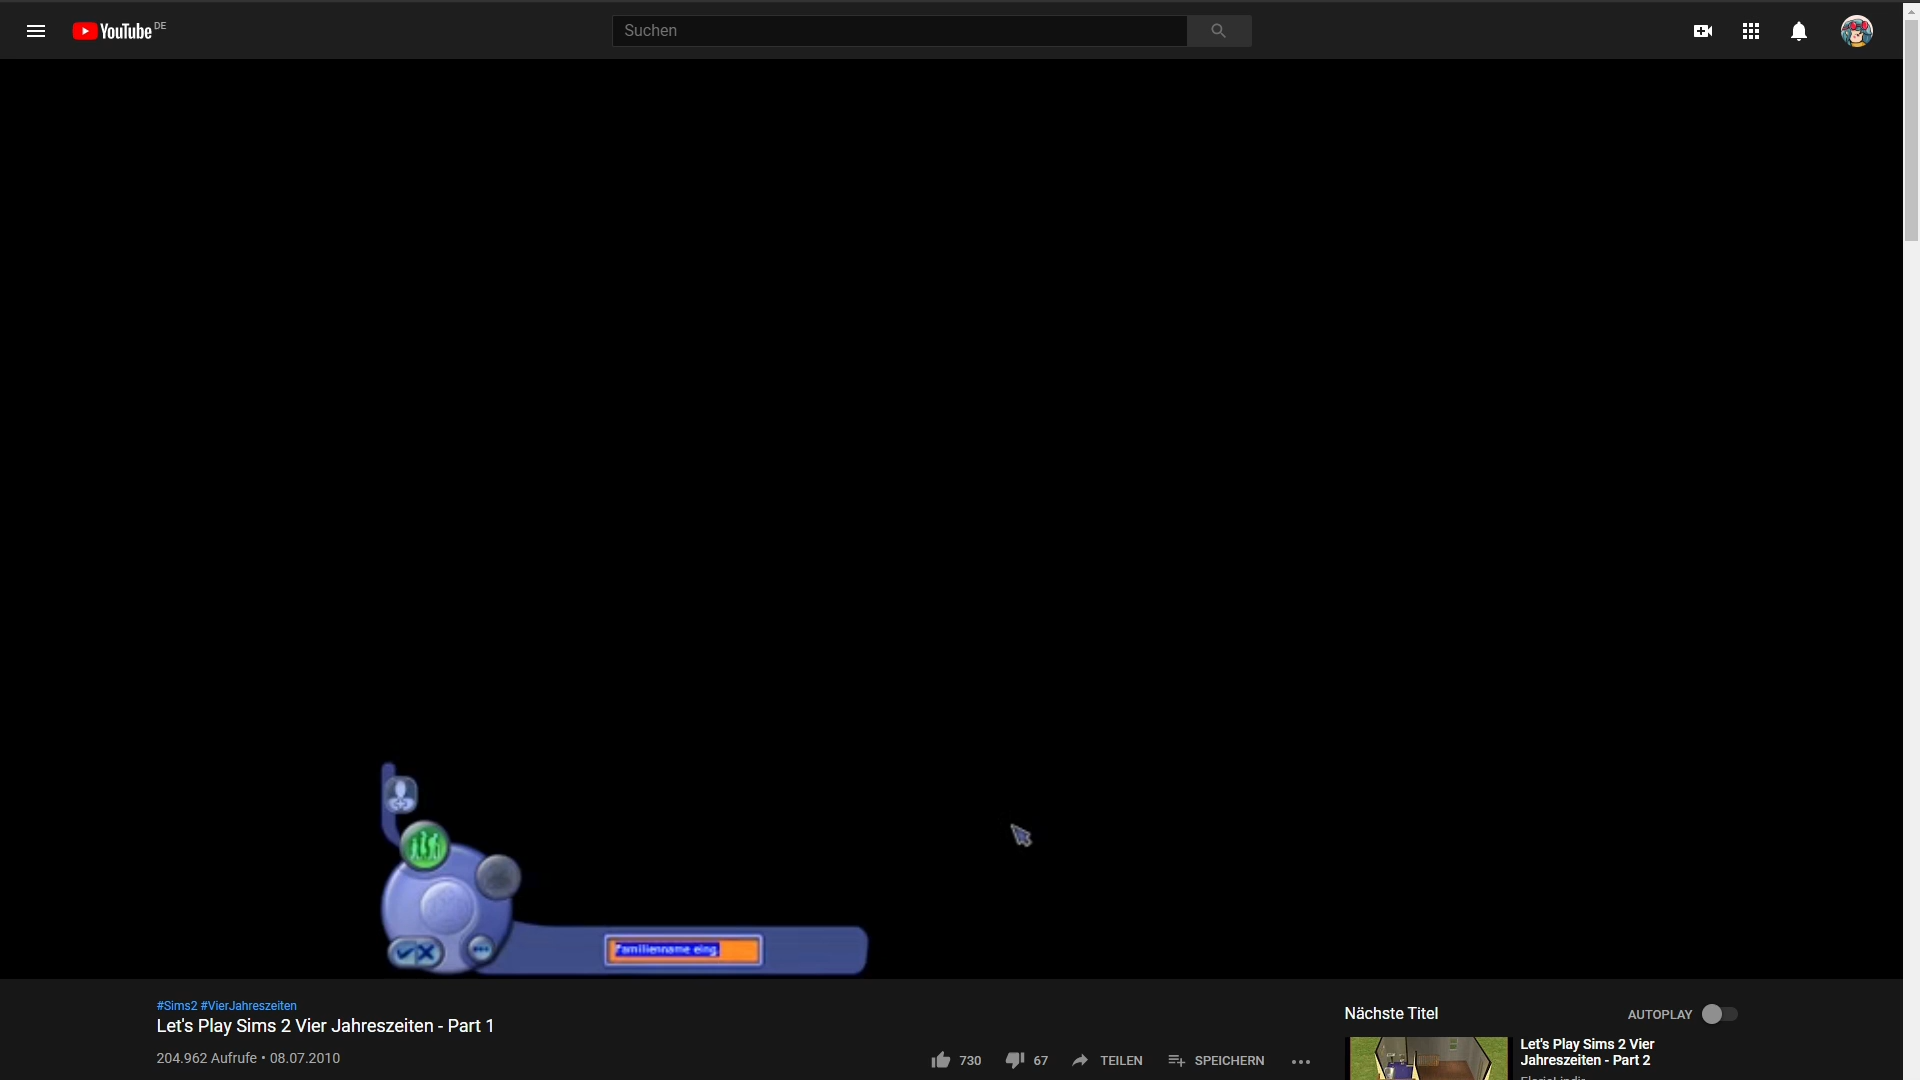 YouTube DE
Suchen
Familienname eing.
#Sims2 #VierJahreszeiten
Let's Play Sims 2 Vier Jahreszeiten - Part 1
204.962 Aufrufe • 08.07.2010
730
67
TEILEN
SPEICHERN
Nächste Titel
AUTOPLAY
Let's Play Sims 2 Vier
Jahreszeiten - Part 2